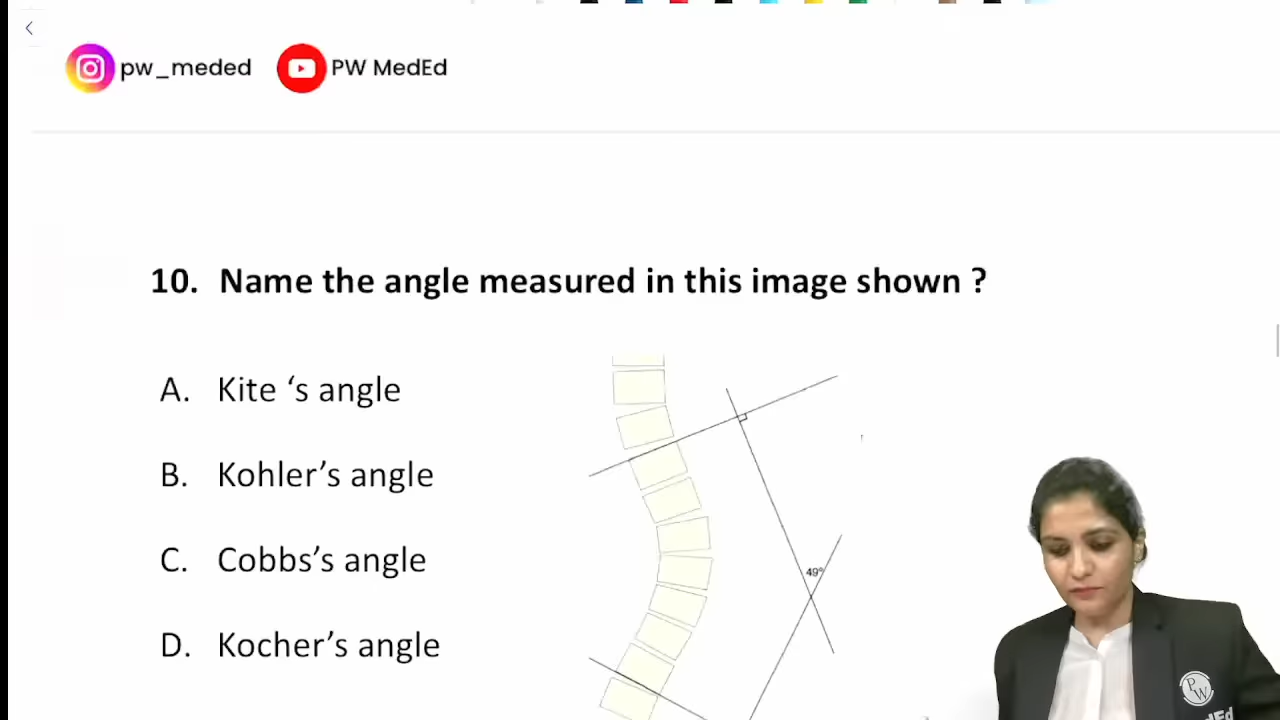 pw_meded PW MedEd
10. Name the angle measured in this image shown ?
A. Kite ‘s angle
B. Kohler’s angle
C. Cobbs’s angle
D. Kocher’s angle
49°
PW